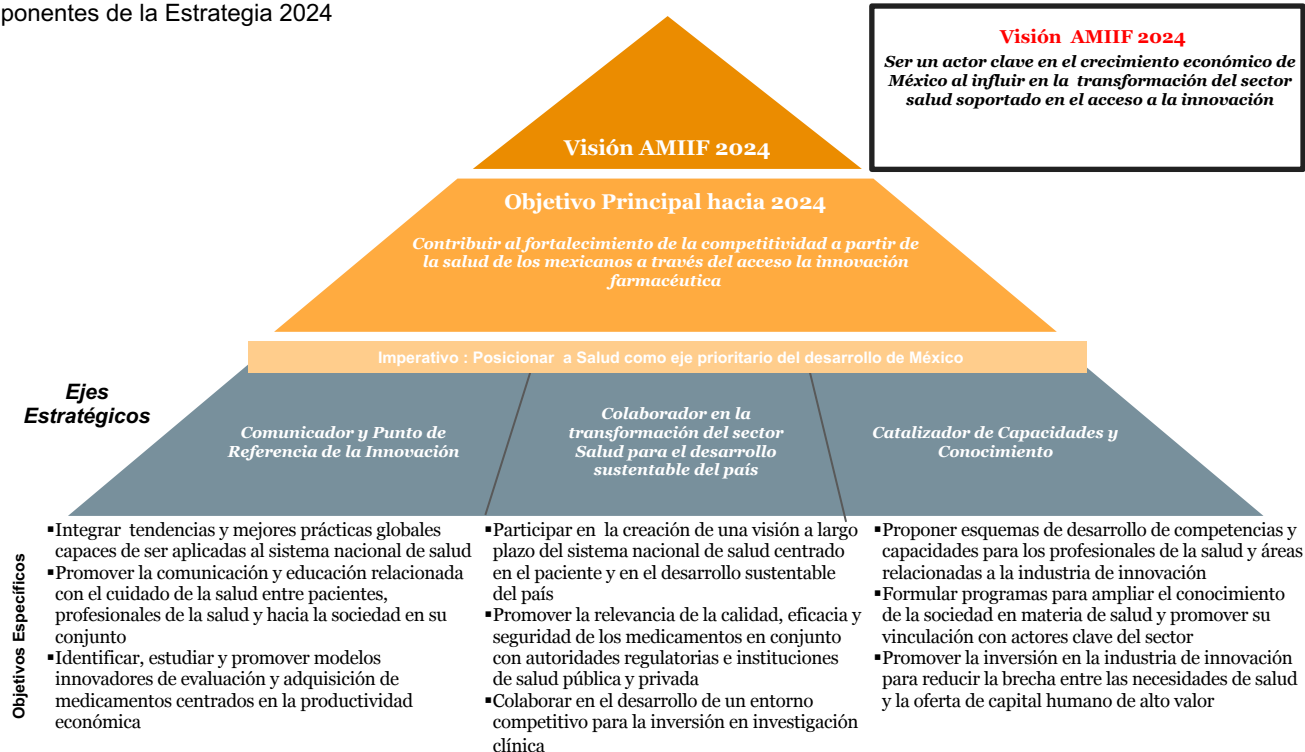 ponentes de la Estrategia 2024
Visión AMIIF 2024
Ser un actor clave en el crecimiento económico de
México al influir en la transformación del sector
salud soportado en el acceso a la innovación
Visión AMIIF 2024
Objetivo Principal hacia 2024
Contribuir al fortalecimiento de la competitividad a partir de
la salud de los mexicanos a través del acceso la innovación
farmacéutica
Imperativo : Posicionar a Salud como eje prioritario del desarrollo de México
Ejes
Estratégicos
Comunicador y Punto de
Referencia de la Innovación
Colaborador en la
transformación del sector
Salud para el desarrollo
sustentable del país
Catalizador de Capacidades y
Conocimiento
Objetivos Específicos
▪Integrar tendencias y mejores prácticas globales
capaces de ser aplicadas al sistema nacional de salud
▪Promover la comunicación y educación relacionada
con el cuidado de la salud entre pacientes,
profesionales de la salud y hacia la sociedad en su
conjunto
▪Identificar, estudiar y promover modelos
innovadores de evaluación y adquisición de
medicamentos centrados en la productividad
económica
▪Participar en la creación de una visión a largo
plazo del sistema nacional de salud centrado
en el paciente y en el desarrollo sustentable
del país
▪Promover la relevancia de la calidad, eficacia y
seguridad de los medicamentos en conjunto
con autoridades regulatorias e instituciones
de salud pública y privada
▪Colaborar en el desarrollo de un entorno
competitivo para la inversión en investigación
clínica
▪Proponer esquemas de desarrollo de competencias y
capacidades para los profesionales de la salud y áreas
relacionadas a la industria de innovación
▪Formular programas para ampliar el conocimiento
de la sociedad en materia de salud y promover su
vinculación con actores clave del sector
▪Promover la inversión en la industria de innovación
para reducir la brecha entre las necesidades de salud
y la oferta de capital humano de alto valor